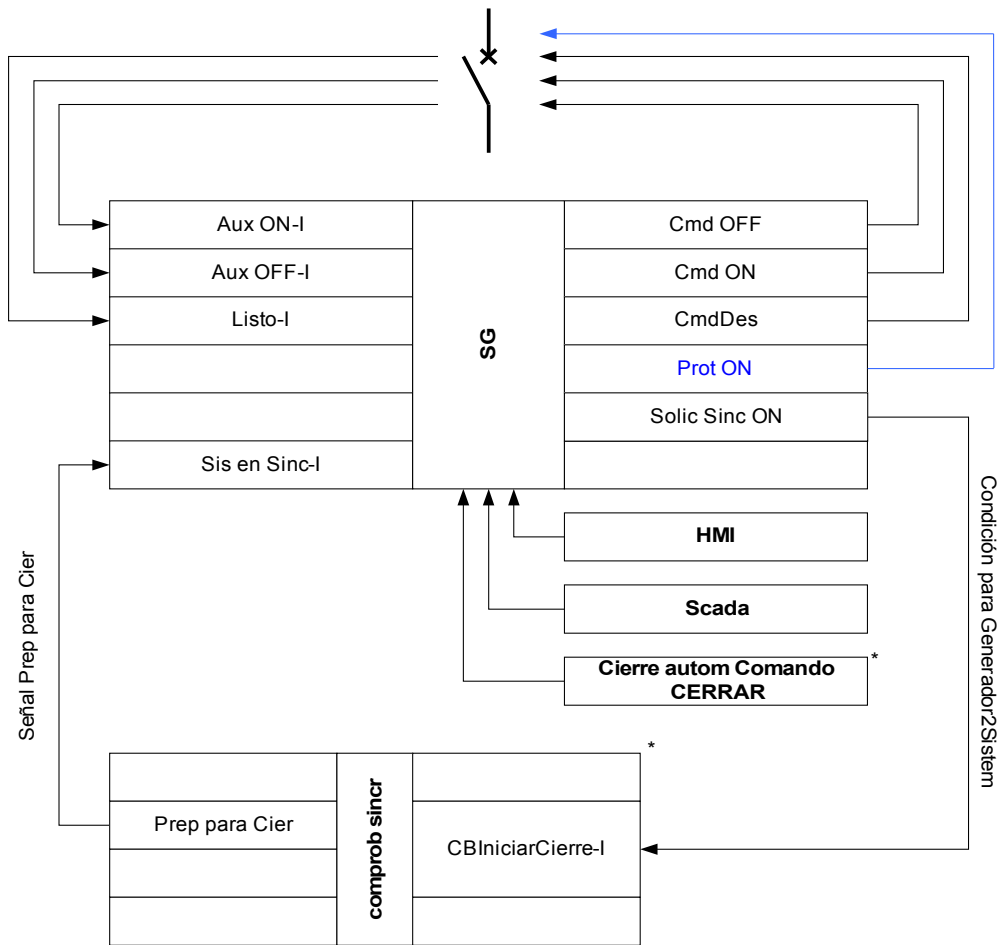 Aux ON-I
Cmd OFF
Aux OFF-I
Cmd ON
Listo-I
CmdDes
SG
Prot ON
Solic Sinc ON
Sis en Sinc-I
HMI
Scada
Cierre autom Comando
CERRAR
*
Señal Prep para Cier
Condición para Generador2Sistem
*
comprob sincr
Prep para Cier
CBIniciarCierre-I